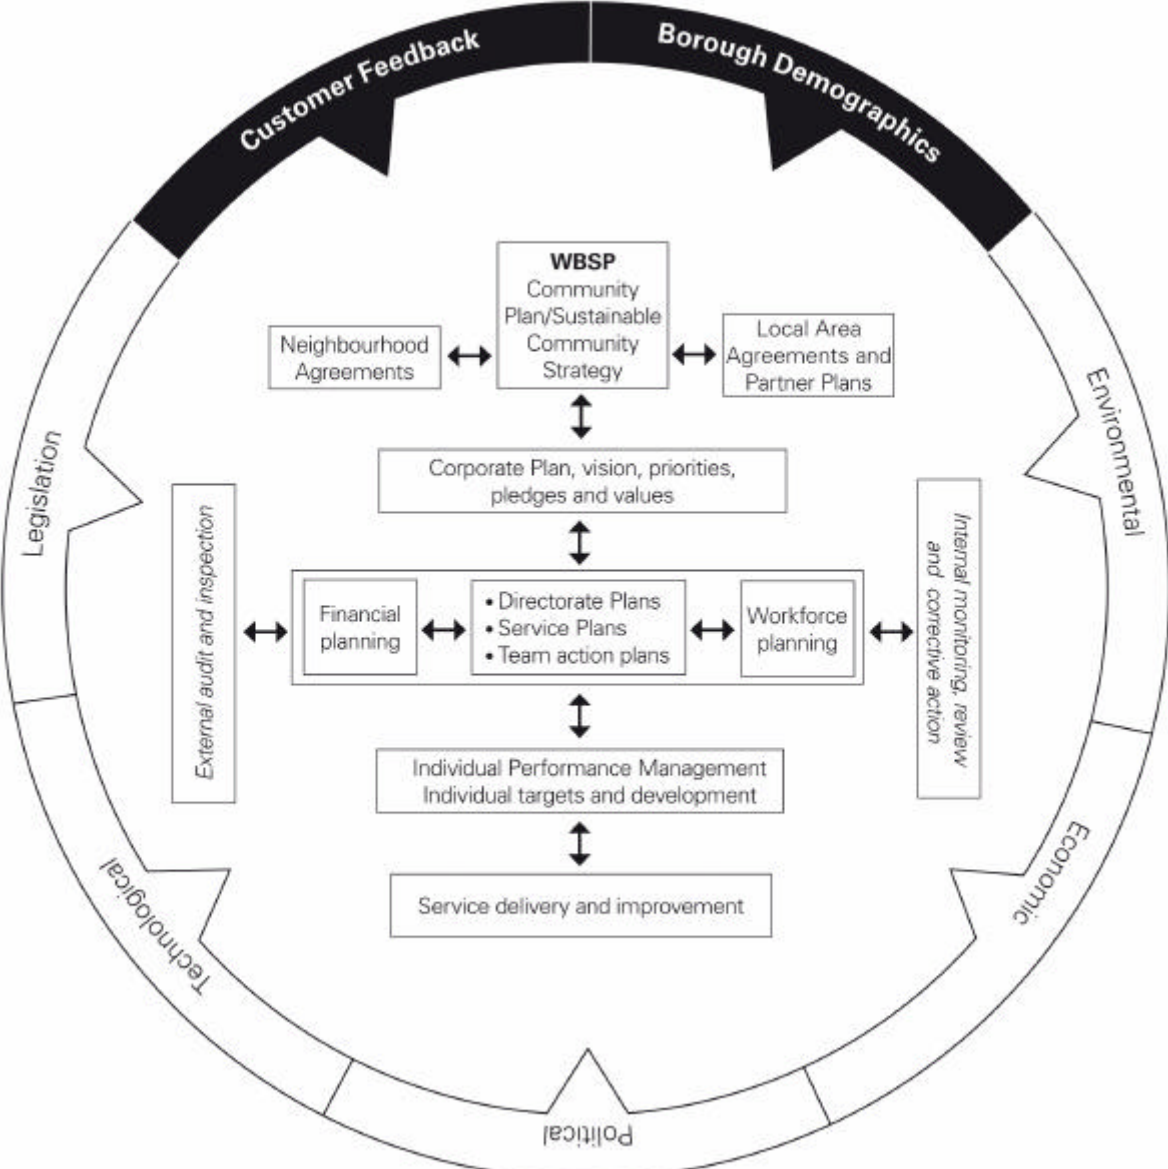 Customer Feedback
Borough Demographics
WBSP
Community
Plan/Sustainable
Community
Strategy
Neighbourhood
Agreements
Local Area
Agreements and
Partner Plans
Corporate Plan, vision, priorities,
pledges and values
Legislation
Environmental
External audit and inspection
Financial
planning
• Directorate Plans
• Service Plans
• Team action plans
Workforce
planning
Internal monitoring, review
and corrective action
Individual Performance Management
Individual targets and development
Service delivery and improvement
Technological
Economic
Political